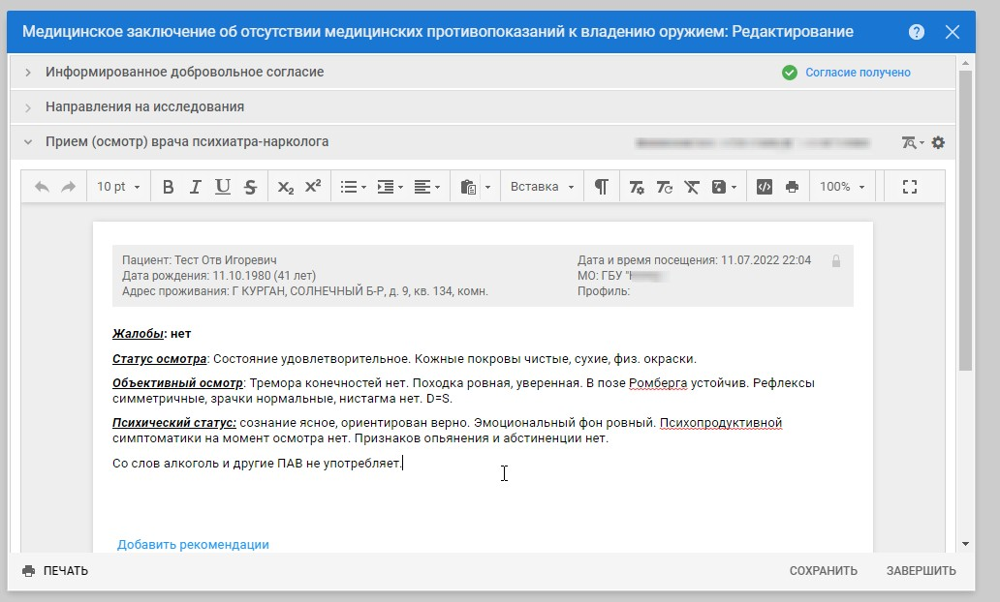 Медицинское заключение об отсутствии медицинских противопоказаний к владению оружием: Редактирование
Информированное добровольное согласие
Согласие получено
Направления на исследования
Прием (осмотр) врача психиатра-нарколога
10 pt
B I U S X₂ X²
Вставка
¶
100%
Пациент: Тест Отв Игоревич
Дата рождения: 11.10.1980 (41 лет)
Адрес проживания: Г КУРГАН, СОЛНЕЧНЫЙ Б-Р, д. 9, кв. 134, комн.
Дата и время посещения: 11.07.2022 22:04
МО: ГБУ "
Профиль:
Жалобы: нет
Статус осмотра: Состояние удовлетворительное. Кожные покровы чистые, сухие, физ. окраски.
Объективный осмотр: Тремора конечностей нет. Походка ровная, уверенная. В позе Ромберга устойчив. Рефлексы
симметричные, зрачки нормальные, нистагма нет. D=S.
Психический статус: сознание ясное, ориентирован верно. Эмоциональный фон ровный. Психопродуктивной
симптоматики на момент осмотра нет. Признаков опьянения и абстиненции нет.
Со слов алкоголь и другие ПАВ не употребляет.
Добавить рекомендации
ПЕЧАТЬ
СОХРАНИТЬ
ЗАВЕРШИТЬ